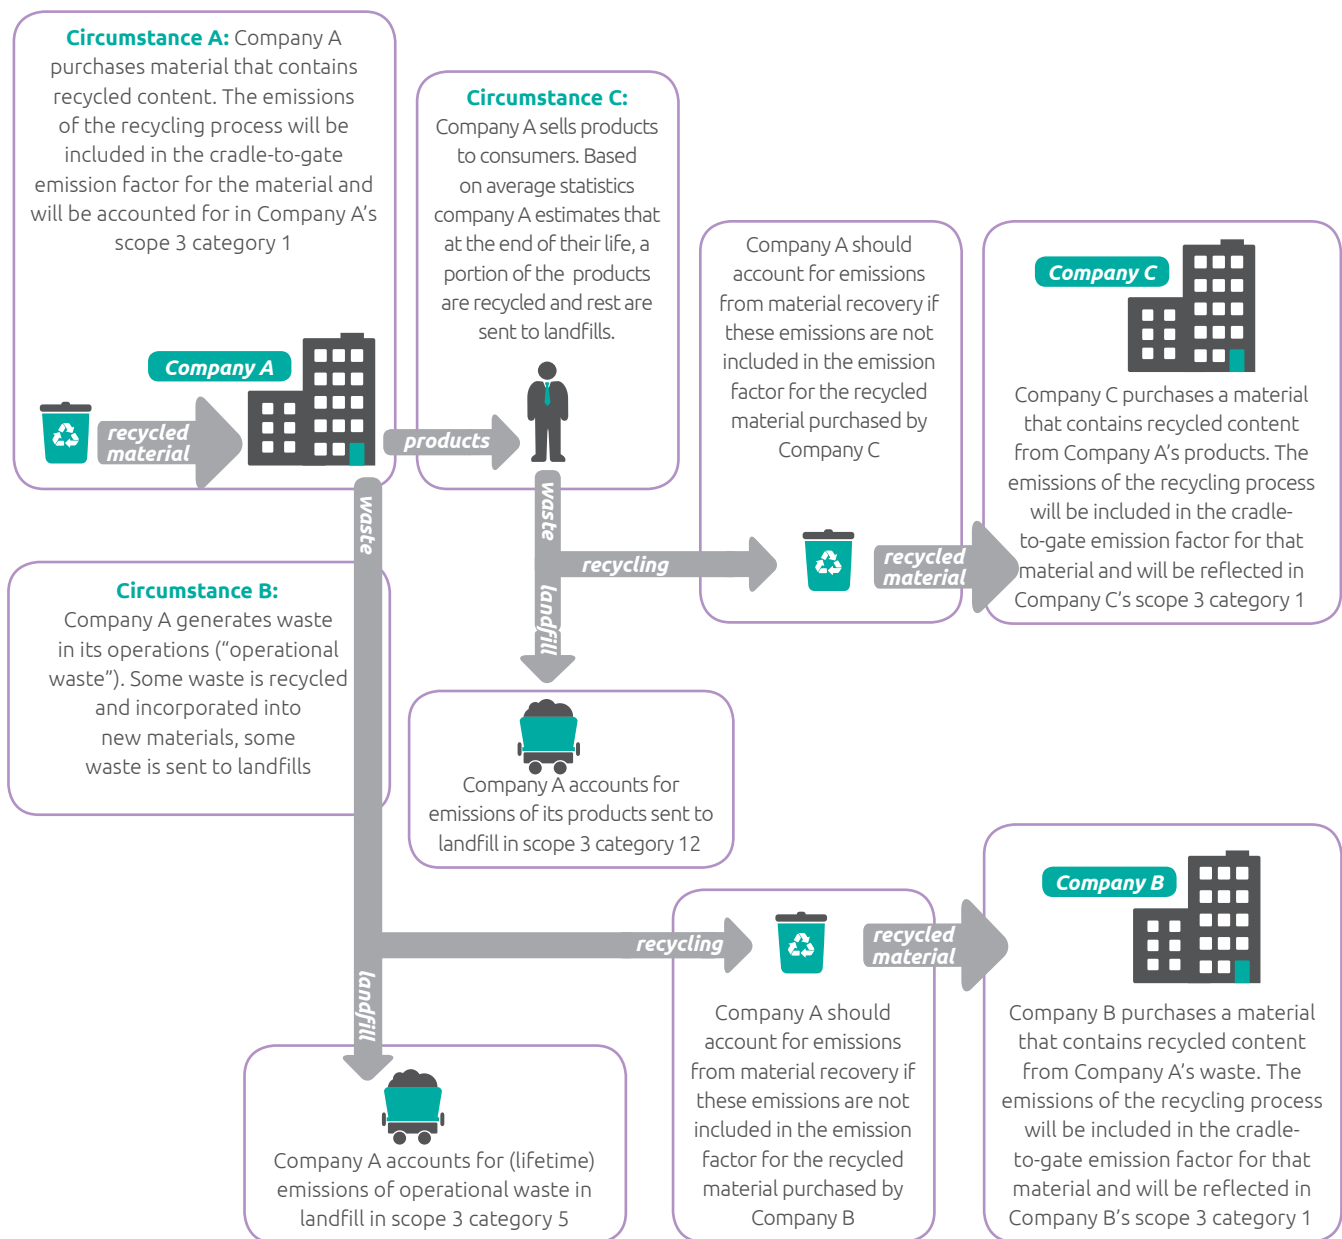 Circumstance A: Company A
purchases material that contains
recycled content. The emissions
of the recycling process will be
included in the cradle-to-gate
emission factor for the material and
will be accounted for in Company A’s
scope 3 category 1
Company A
recycled
material
products
Circumstance C:
Company A sells products
to consumers. Based
on average statistics
company A estimates that
at the end of their life, a
portion of the products
are recycled and rest are
sent to landfills.
waste
landfill
recycling
Company A should
account for emissions
from material recovery if
these emissions are not
included in the emission
factor for the recycled
material purchased by
Company C
recycled
material
Company C
Company C purchases a material
that contains recycled content
from Company A’s products. The
emissions of the recycling process
will be included in the cradle-
to-gate emission factor for that
material and will be reflected in
Company C’s scope 3 category 1
Company A accounts for
emissions of its products sent to
landfill in scope 3 category 12
waste
Circumstance B:
Company A generates waste
in its operations (“operational
waste”). Some waste is recycled
and incorporated into
new materials, some
waste is sent to landfills
landfill
recycling
Company A accounts for (lifetime)
emissions of operational waste in
landfill in scope 3 category 5
Company A should
account for emissions
from material recovery if
these emissions are not
included in the emission
factor for the recycled
material purchased by
Company B
recycled
material
Company B
Company B purchases a material
that contains recycled content
from Company A’s waste. The
emissions of the recycling process
will be included in the cradle-
to-gate emission factor for that
material and will be reflected in
Company B’s scope 3 category 1